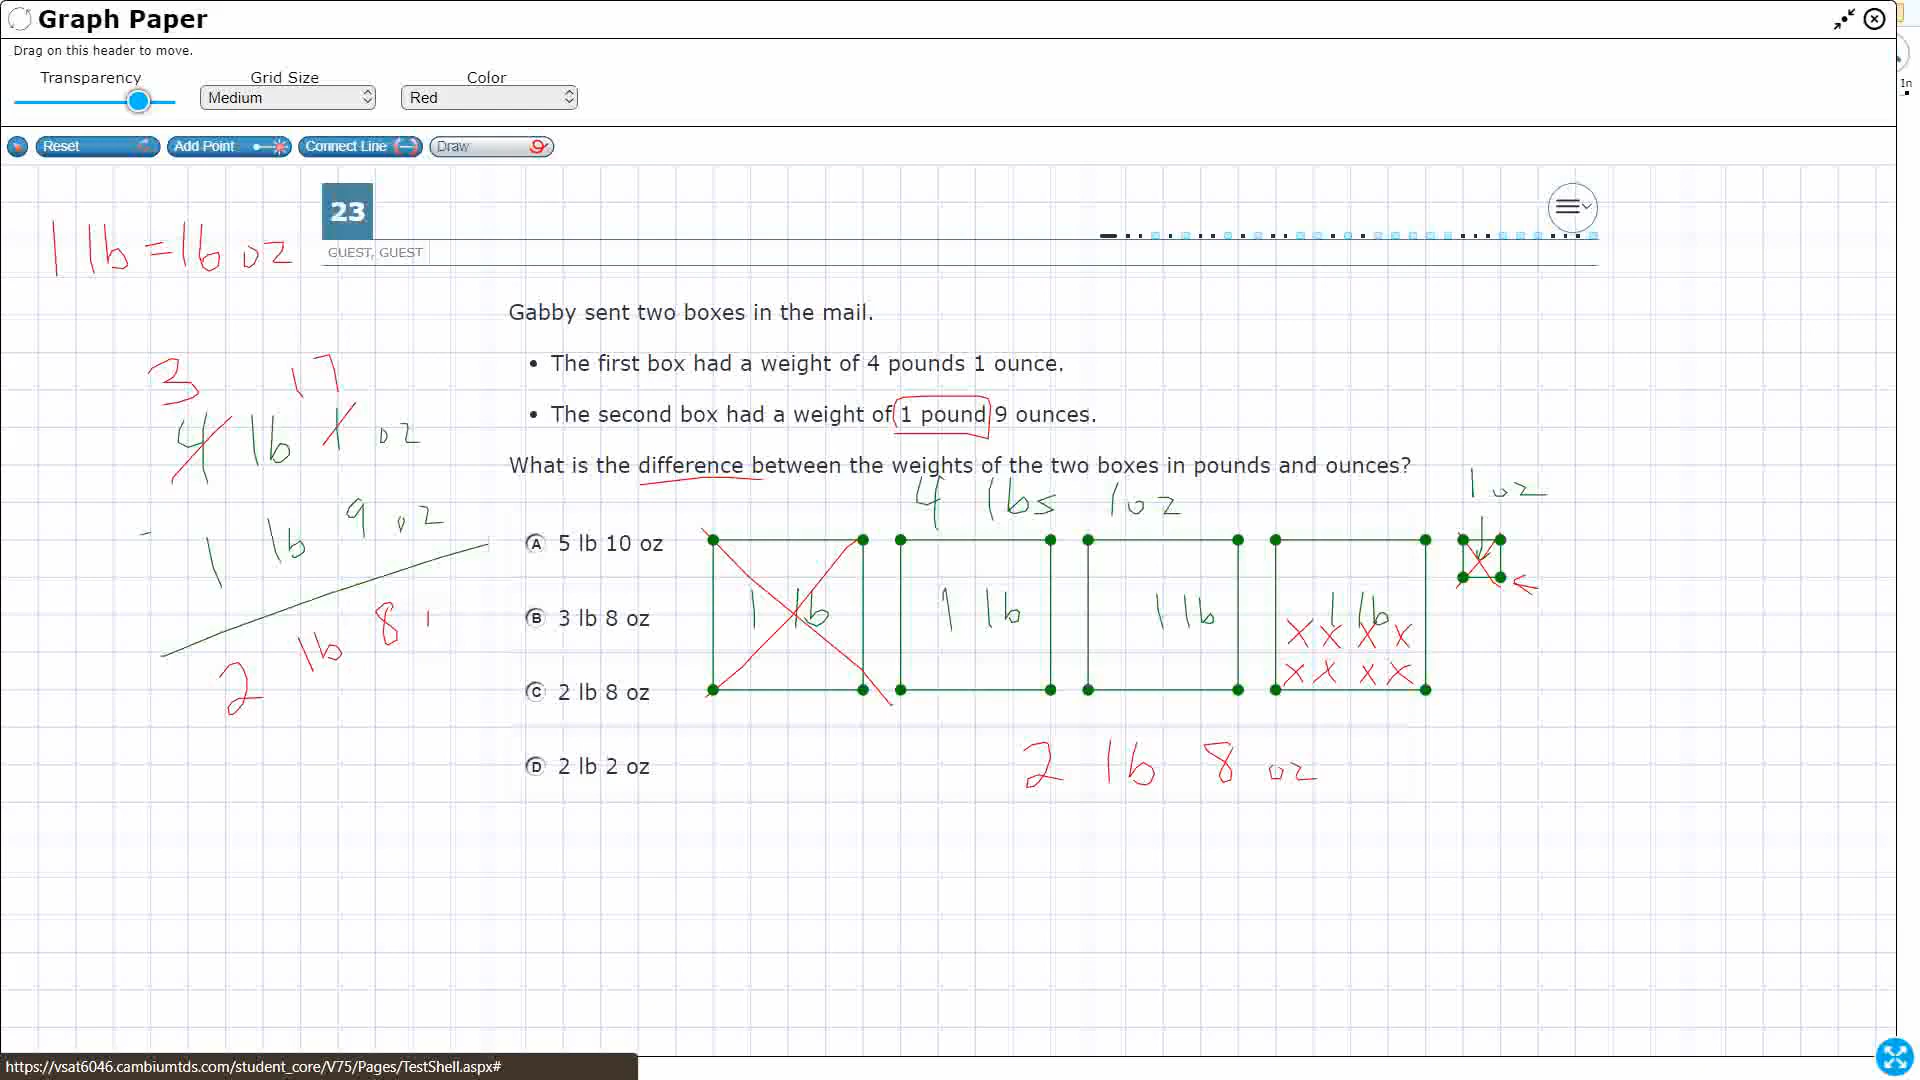 Graph Paper
Drag on this header to move.
Transparency Grid Size Color
Medium Red
Reset Add Point Connect Line Draw
23
GUEST, GUEST
1 lb = 16 oz
Gabby sent two boxes in the mail.
• The first box had a weight of 4 pounds 1 ounce.
• The second box had a weight of 1 pound 9 ounces.
What is the difference between the weights of the two boxes in pounds and ounces?
3 17
4 lb 1 oz
- 1 lb 9 oz
2 lb 8
4 lbs 1 oz
1 oz
A 5 lb 10 oz
B 3 lb 8 oz
C 2 lb 8 oz
D 2 lb 2 oz
1 lb 1 lb 1 lb 1 lb
x x x x
x x x x
2 lb 8 oz
https://vsat6046.cambiumtds.com/student_core/V75/Pages/TestShell.aspx#